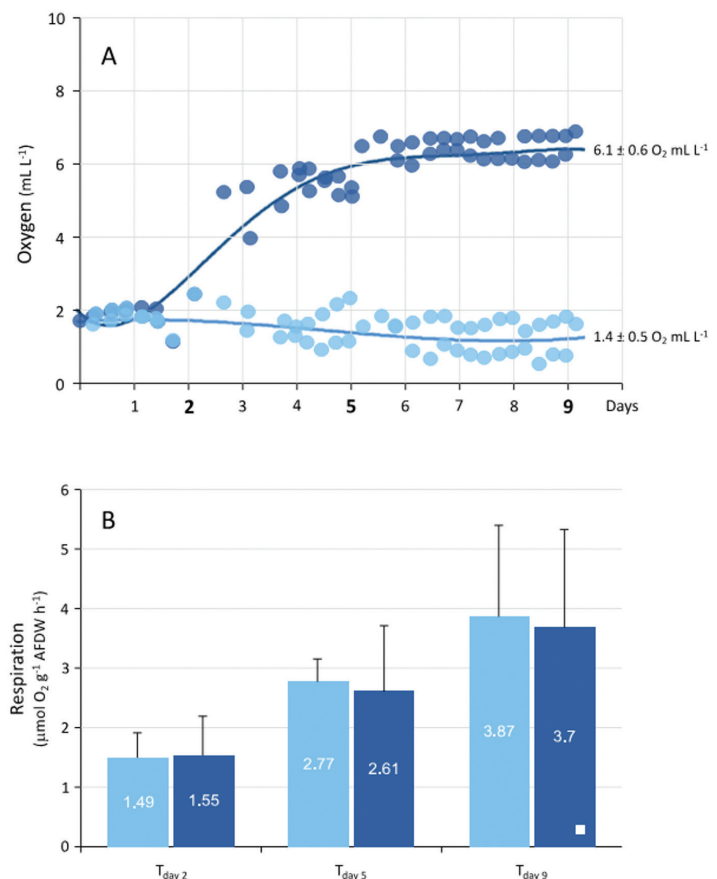 10
A
8
6
4
2
0
Oxygen (mL L⁻¹)
6.1 ± 0.6 O₂ mL L⁻¹
1.4 ± 0.5 O₂ mL L⁻¹
1 2 3 4 5 6 7 8 9 Days
6
B
5
4
3
2
1
0
Respiration
(µmol O₂ g⁻¹ AFDW h⁻¹)
1.49 1.55 2.77 2.61 3.87 3.7
T day 2 T day 5 T day 9